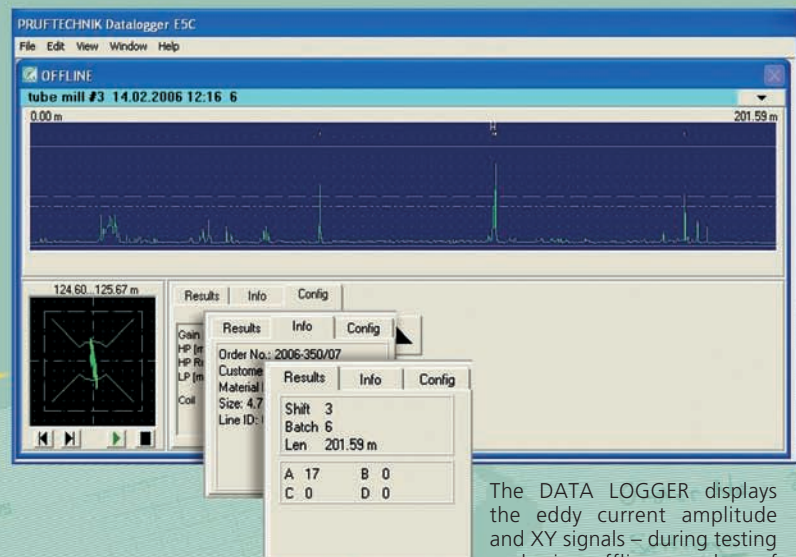 PRUFTECHNIK Datalogger E5C
File Edit View Window Help
OFFLINE
tube mill #3 14.02.2006 12:16 6
0.00 m
201.59 m
124.60...125.67 m
Results Info Config
Gain
HP
LP
Coil
Results Info Config
Order No.: 2006-350/07
Size: 4.7
Line ID:
Results Info Config
Shift 3
Batch 6
Len 201.59 m
A 17 B 0
C 0 D 0
The DATA LOGGER displays
the eddy current amplitude
and XY signals – during testing